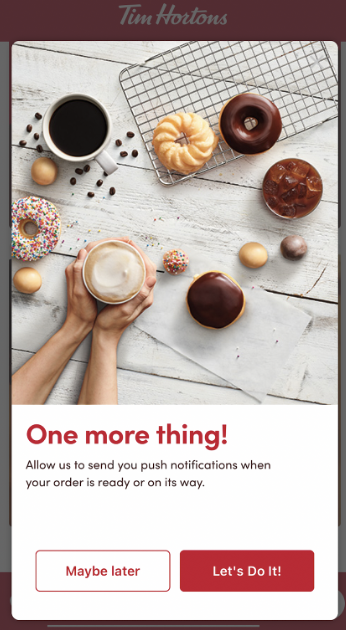 Tim Hortons
One more thing!
Allow us to send you push notifications when
your order is ready or on its way.
Maybe later
Let's Do It!